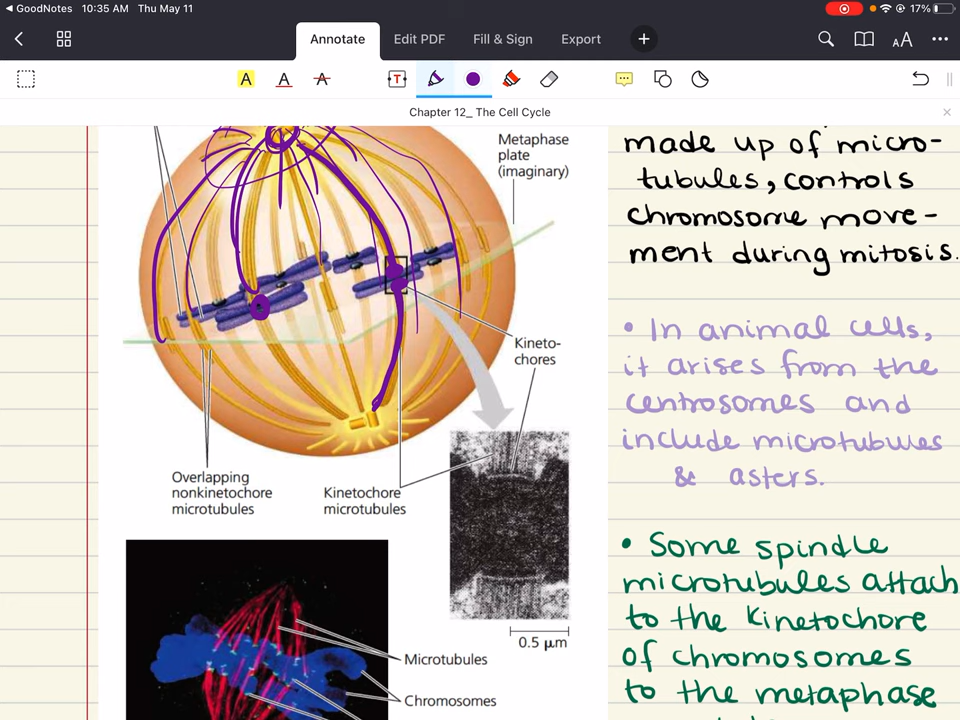 GoodNotes 10:35 AM Thu May 11 17%
Annotate Edit PDF Fill & Sign Export
A A A T
Chapter 12_ The Cell Cycle
Metaphase
plate
(imaginary)
Kineto-
chores
Overlapping
nonkinetochore
microtubules
Kinetochore
microtubules
0.5 μm
Microtubules
Chromosomes
made up of micro-
tubules, controls
chromosome move-
ment during mitosis.
• In animal cells,
it arises from the
centrosomes and
include microtubules
& asters.
• Some spindle
microtubules attach
to the kinetochore
of chromosomes
to the metaphase